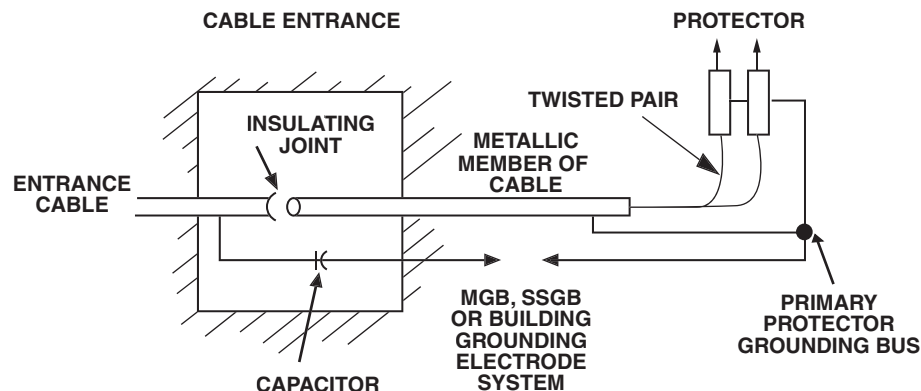 CABLE ENTRANCE
PROTECTOR
TWISTED PAIR
INSULATING
JOINT
METALLIC
MEMBER OF
CABLE
ENTRANCE
CABLE
MGB, SSGB
OR BUILDING
GROUNDING
ELECTRODE
SYSTEM
PRIMARY
PROTECTOR
GROUNDING BUS
CAPACITOR